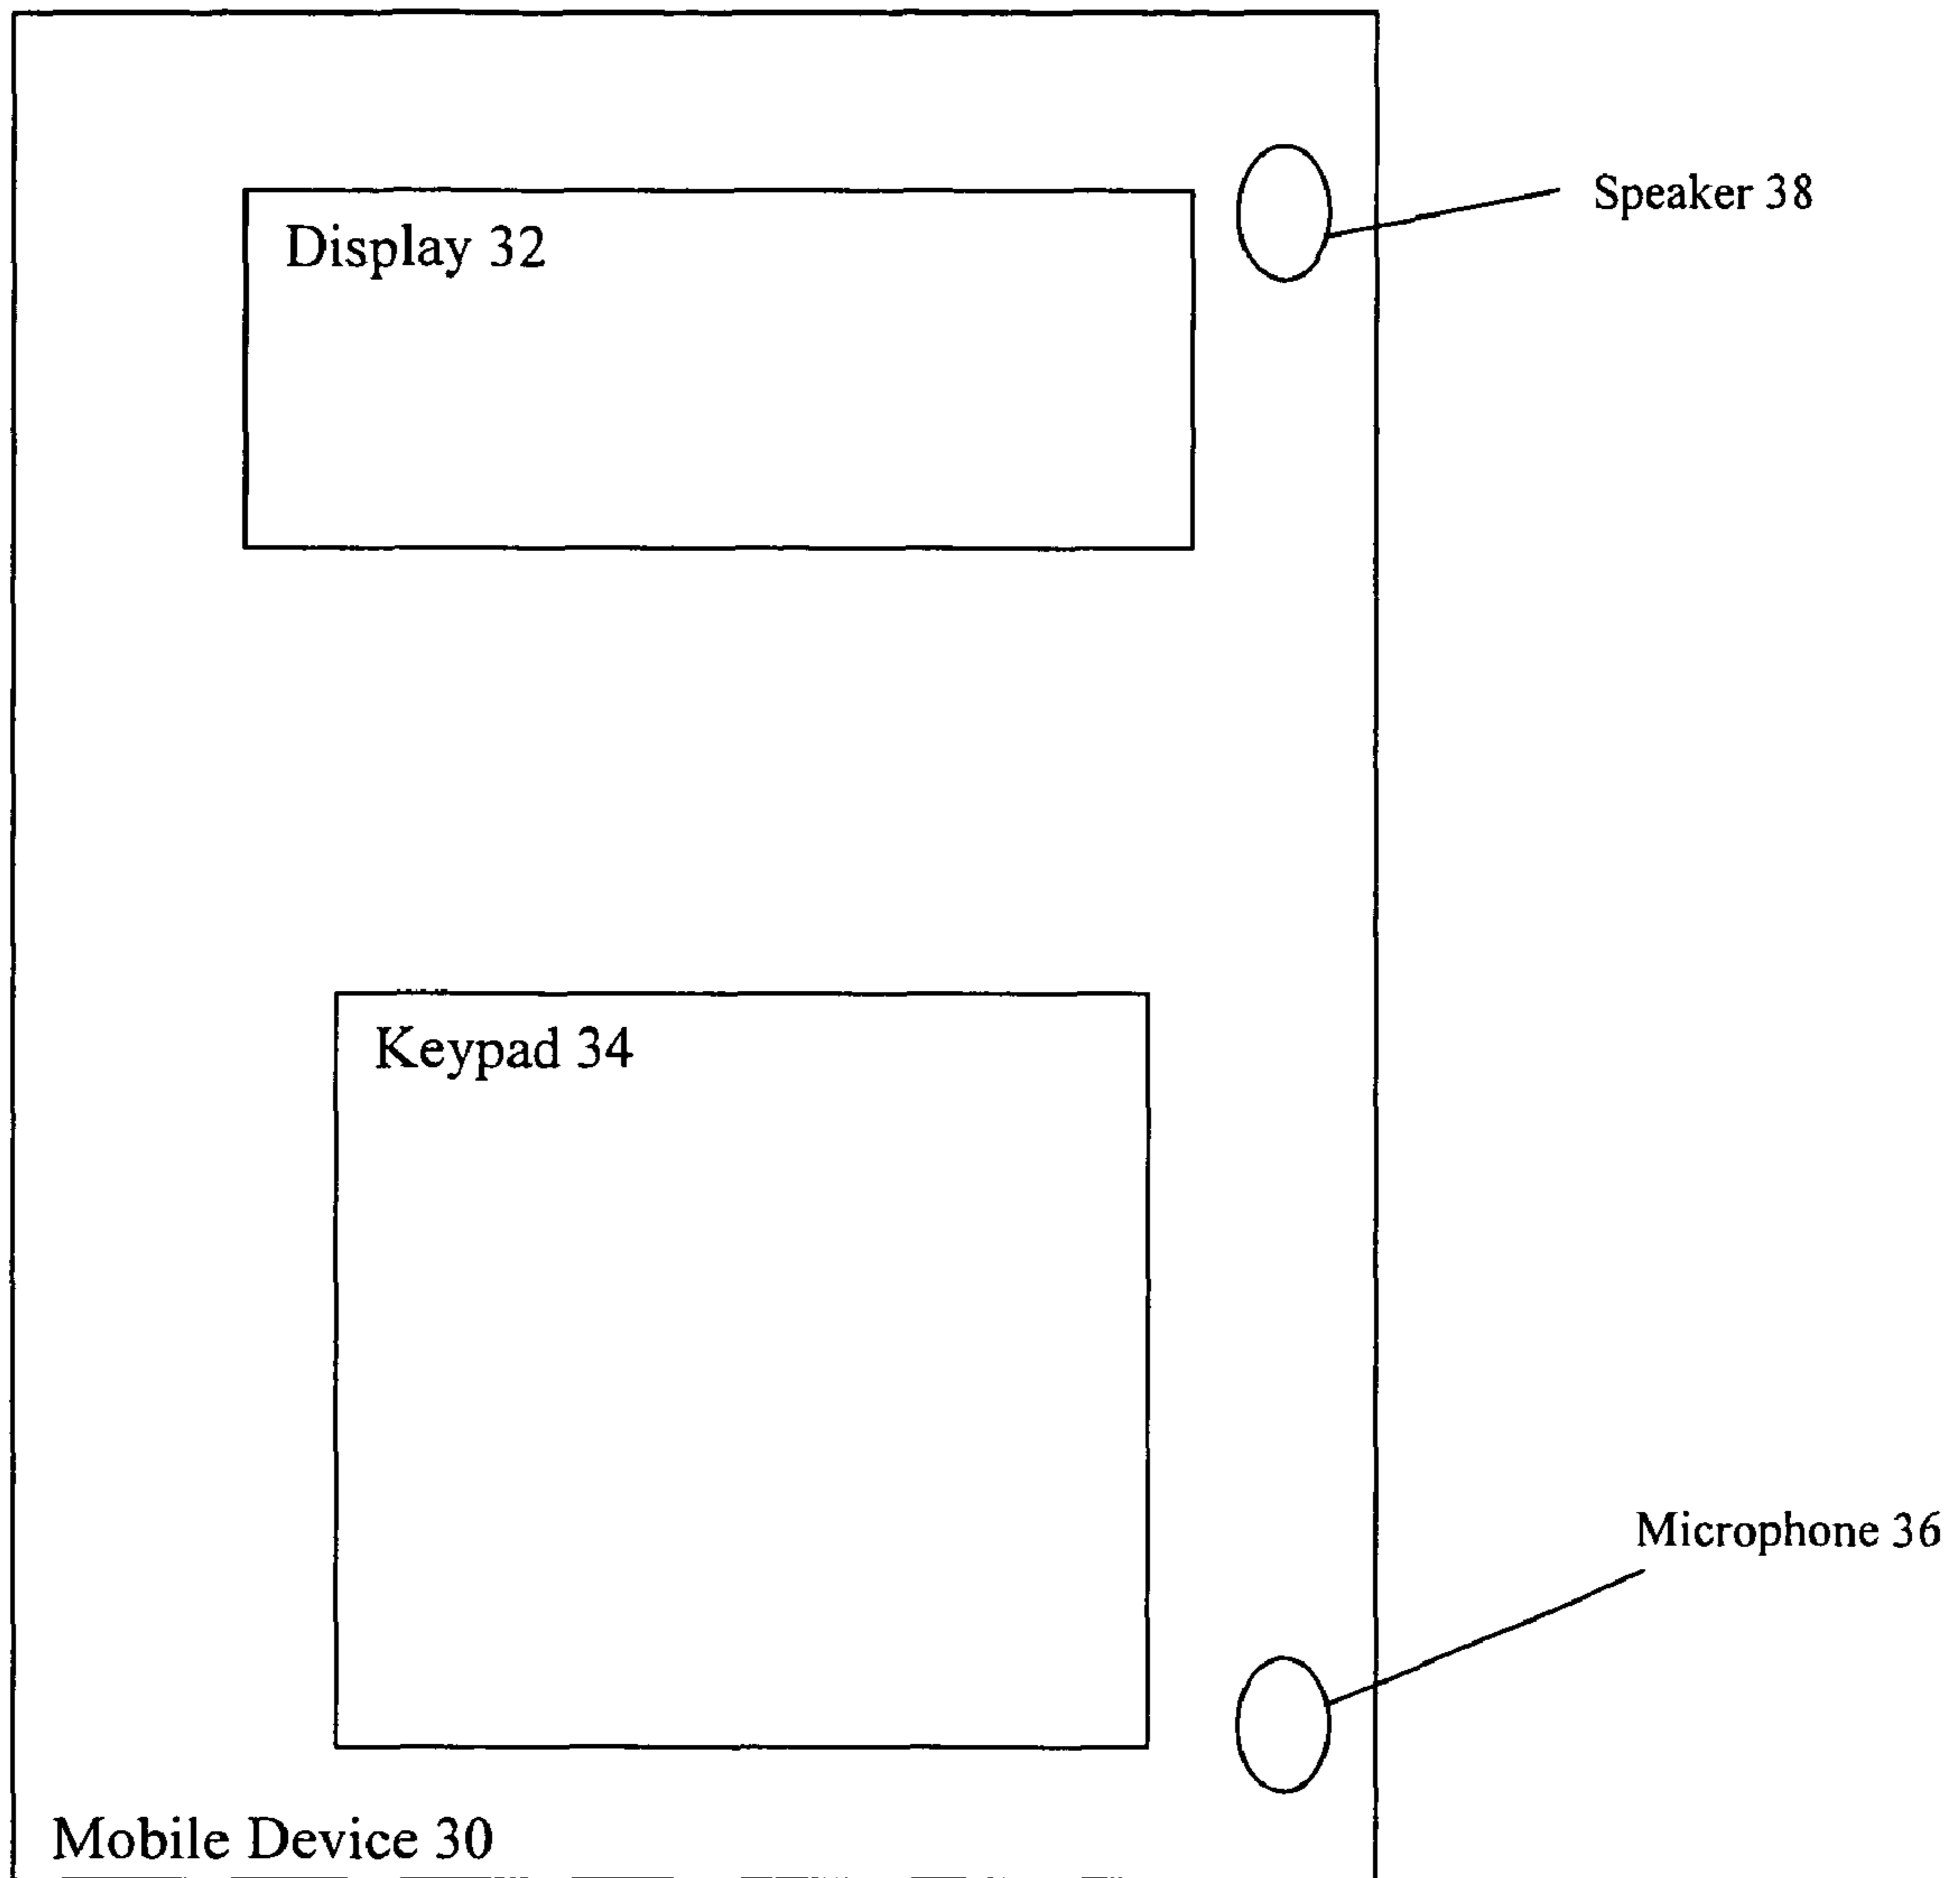 Speaker 38
Display 32
Keypad 34
Microphone 36
Mobile Device 30